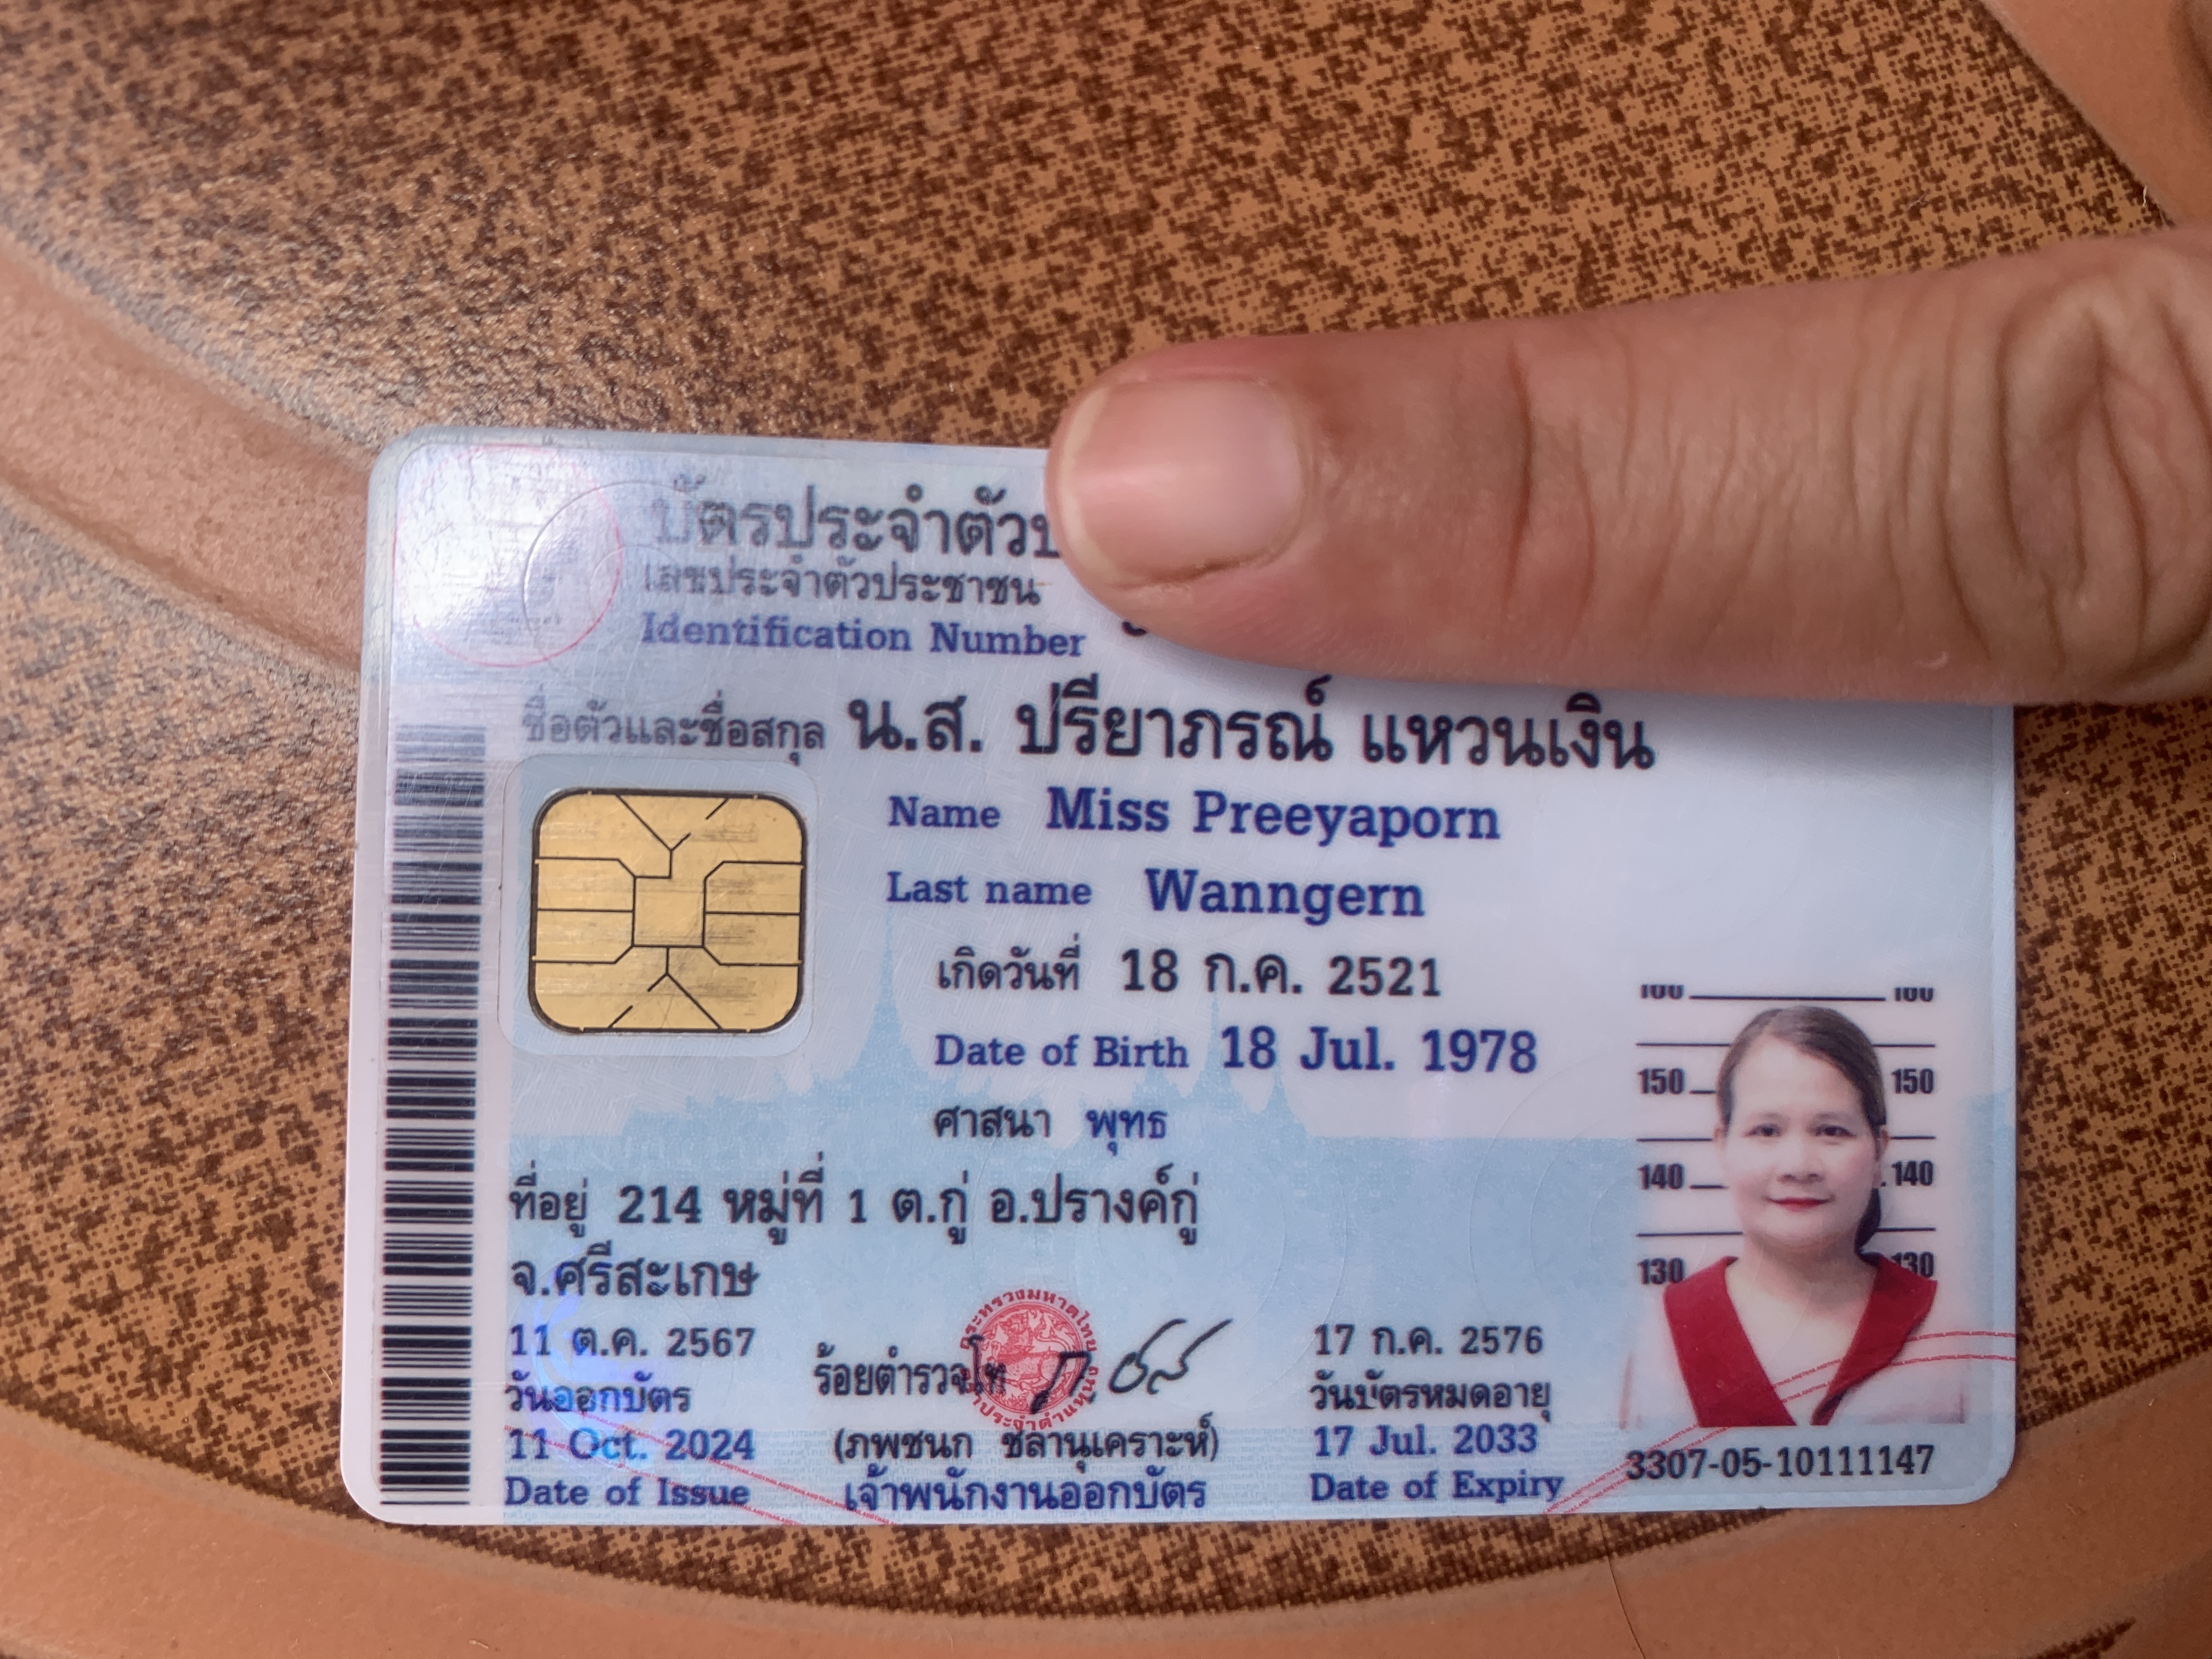 บัตรประจำตัว
เลขประจำตัวประชาชน
Identification Number
ชื่อตัวและชื่อสกุล น.ส. ปรียาภรณ์ แหวนเงิน
Name Miss Preeyaporn
Last name Wanngern
เกิดวันที่ 18 ก.ค. 2521
Date of Birth 18 Jul. 1978
ศาสนา พุทธ
ที่อยู่ 214 หมู่ที่ 1 ต.กู่ อ.ปรางค์กู่
จ.ศรีสะเกษ
160 160
150 150
140 140
130 130
11 ต.ค. 2567
วันออกบัตร
11 Oct. 2024
Date of Issue
ร้อยตำรวจโท
(ภพชนก ชลานุเคราะห์)
เจ้าพนักงานออกบัตร
17 ก.ค. 2576
วันบัตรหมดอายุ
17 Jul. 2033
Date of Expiry
3307-05-10111147